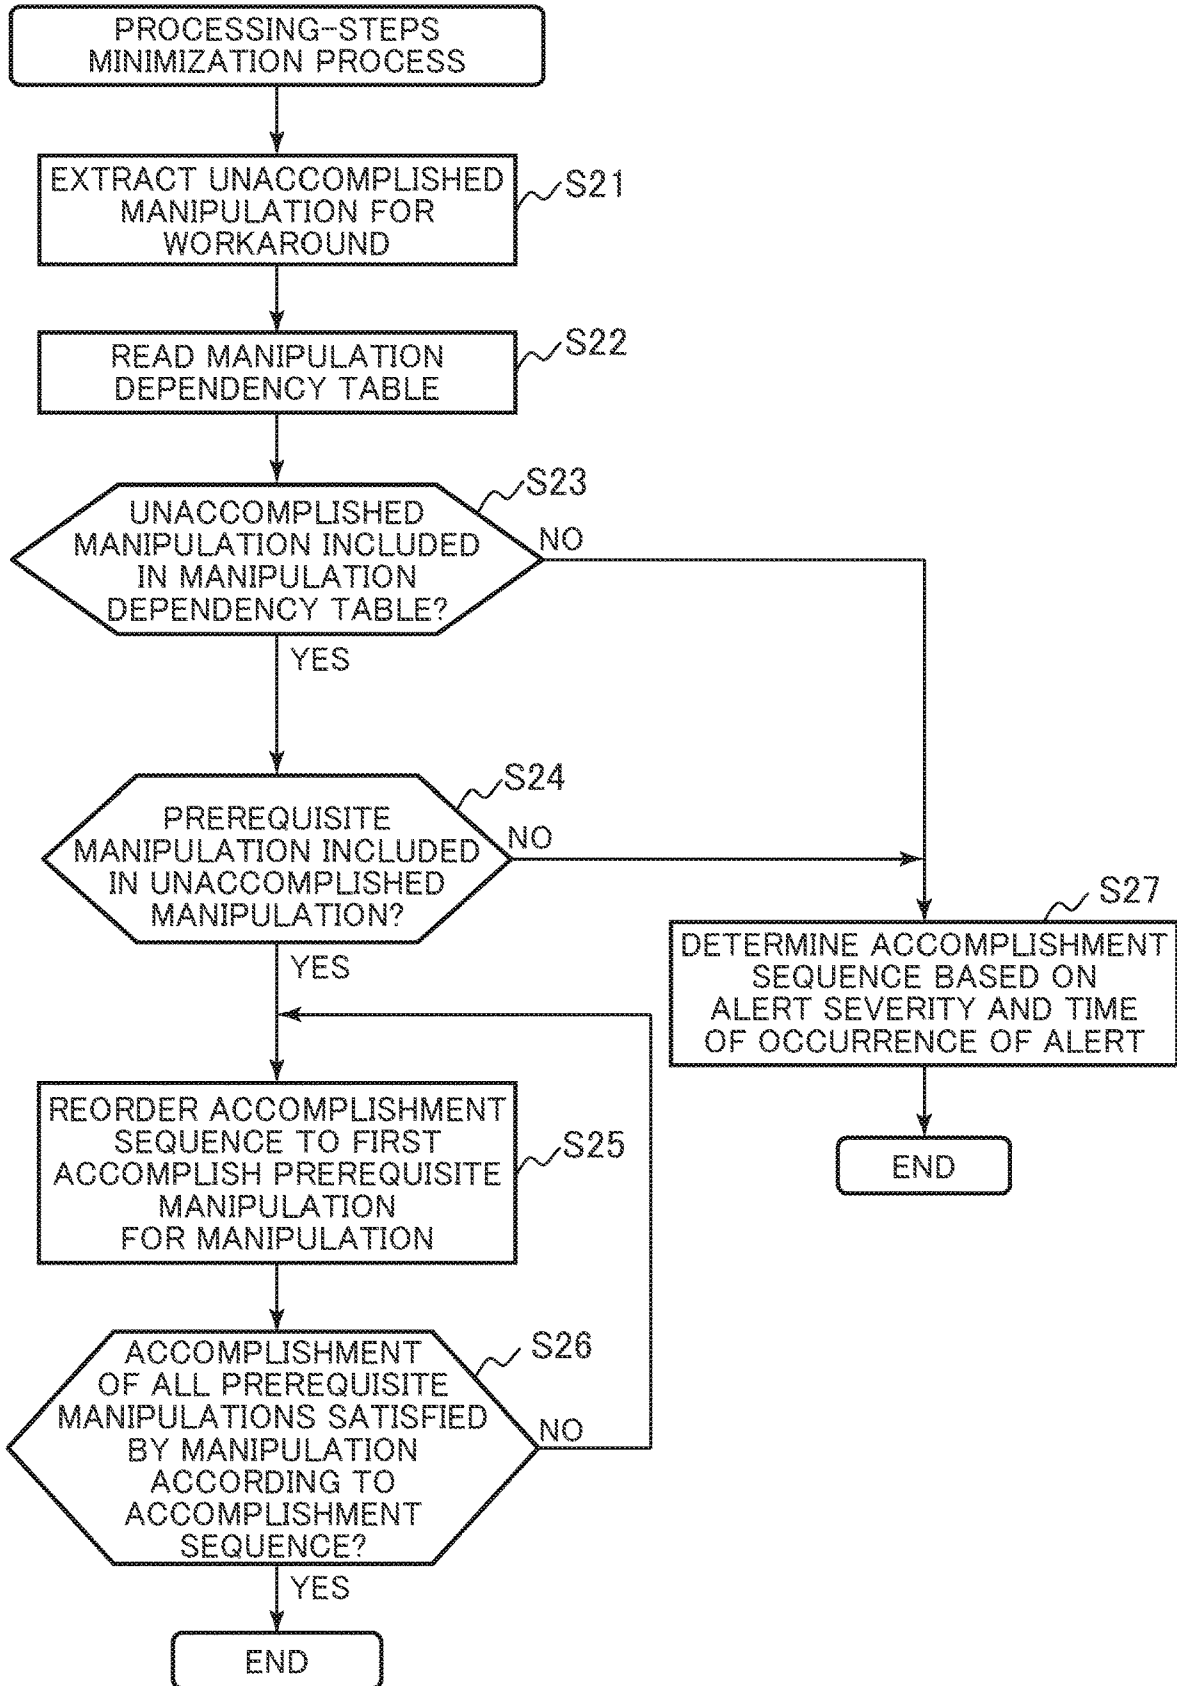 PROCESSING-STEPS
MINIMIZATION PROCESS
EXTRACT UNACCOMPLISHED
MANIPULATION FOR
WORKAROUND
S21
READ MANIPULATION
DEPENDENCY TABLE
S22
UNACCOMPLISHED
MANIPULATION INCLUDED
IN MANIPULATION
DEPENDENCY TABLE?
S23
NO
YES
PREREQUISITE
MANIPULATION INCLUDED
IN UNACCOMPLISHED
MANIPULATION?
S24
NO
YES
S27
DETERMINE ACCOMPLISHMENT
SEQUENCE BASED ON
ALERT SEVERITY AND TIME
OF OCCURRENCE OF ALERT
END
REORDER ACCOMPLISHMENT
SEQUENCE TO FIRST
ACCOMPLISH PREREQUISITE
MANIPULATION
FOR MANIPULATION
S25
ACCOMPLISHMENT
OF ALL PREREQUISITE
MANIPULATIONS SATISFIED
BY MANIPULATION
ACCORDING TO
ACCOMPLISHMENT
SEQUENCE?
S26
NO
YES
END